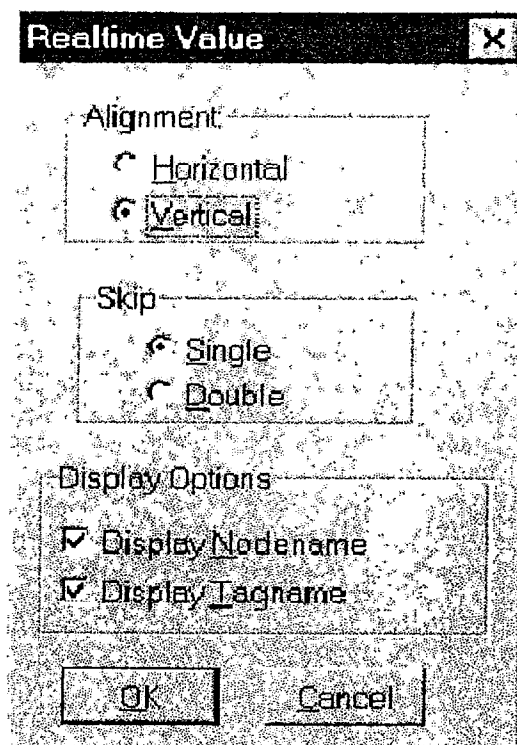 Realtime Value
Alignment:
Horizontal
Vertical
Skip
Single
Double
Display Options
Display Nodename
Display Tagname
OK
Cancel